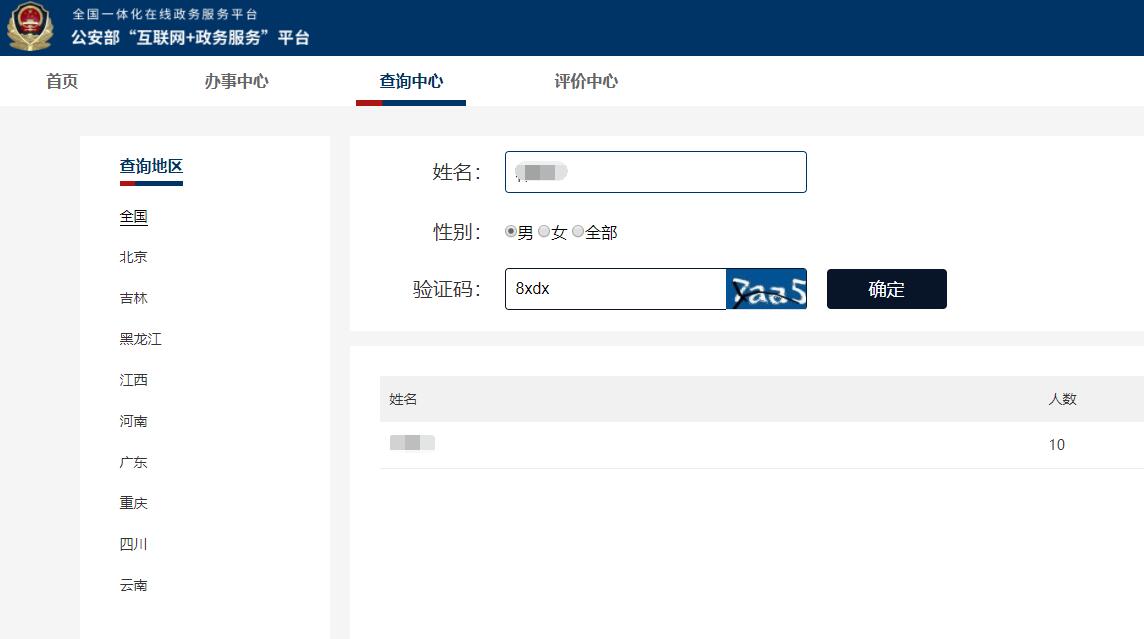 全国一体化在线政务服务平台
公安部“互联网+政务服务”平台
首页 办事中心 查询中心 评价中心
查询地区
全国
北京
吉林
黑龙江
江西
河南
广东
重庆
四川
云南
姓名：
性别： 男 女 全部
验证码： 8xdx 7aa5 确定
姓名 人数
10